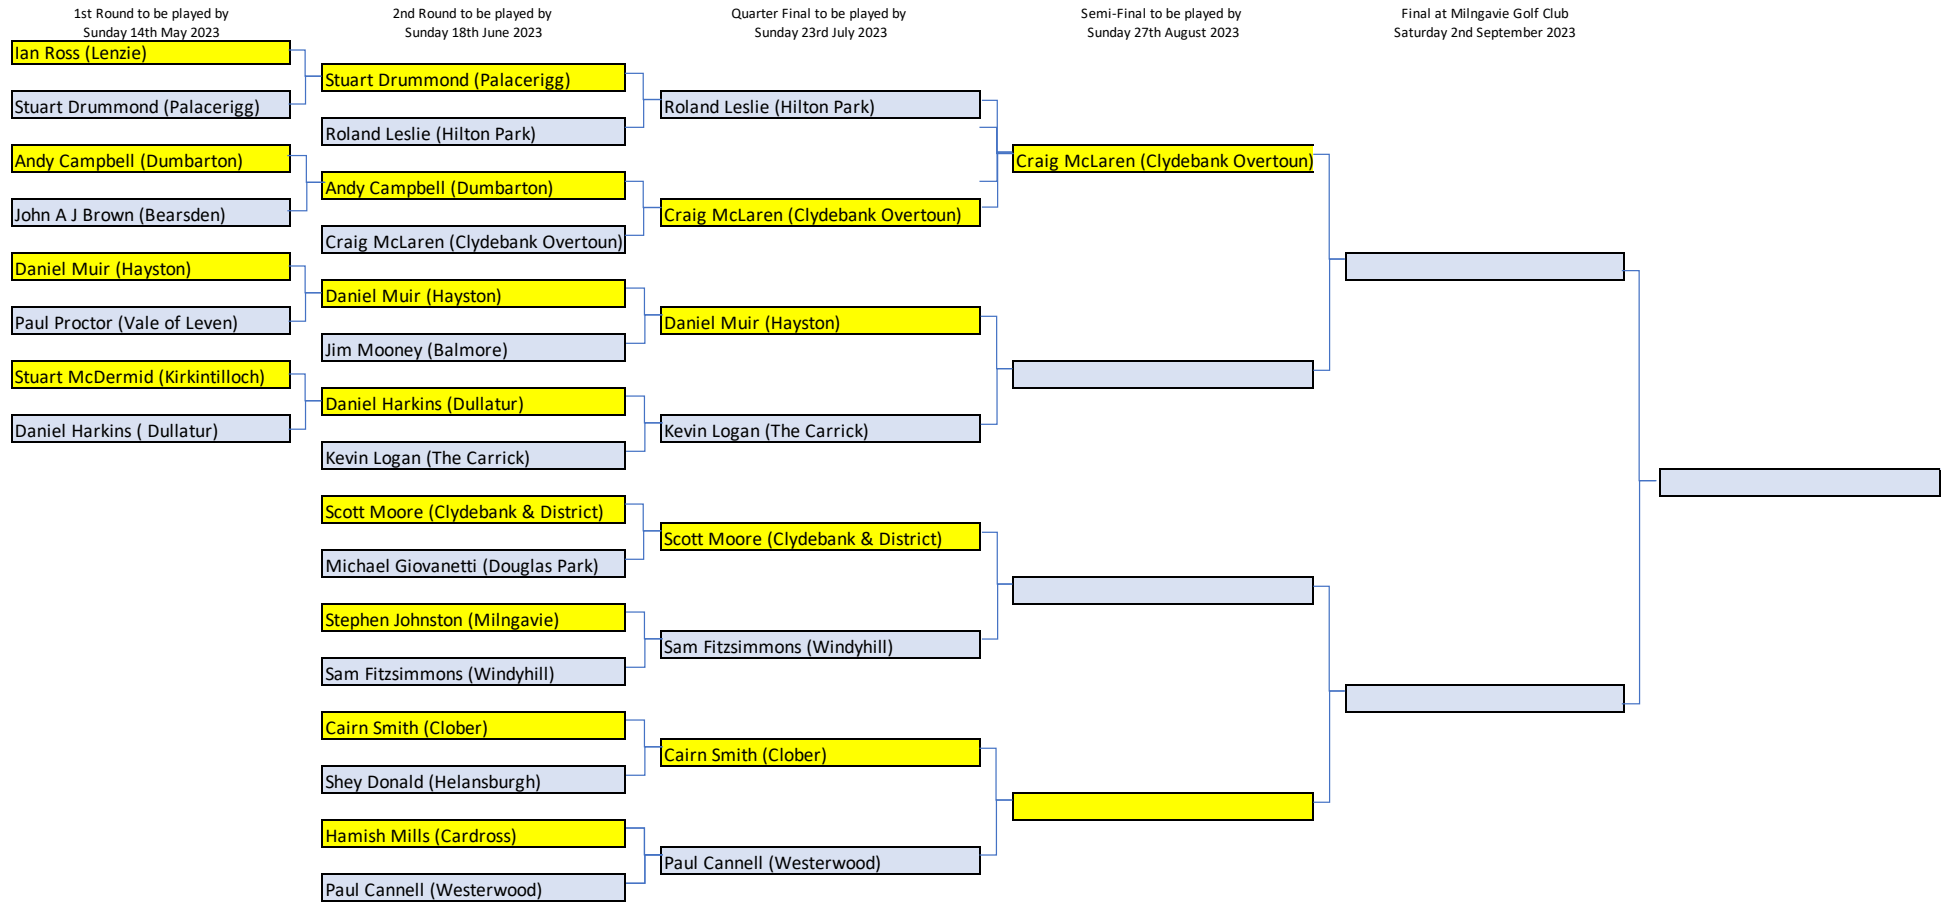 1st Round to be played by
Sunday 14th May 2023
2nd Round to be played by
Sunday 18th June 2023
Quarter Final to be played by
Sunday 23rd July 2023
Semi-Final to be played by
Sunday 27th August 2023
Final at Milngavie Golf Club
Saturday 2nd September 2023
Ian Ross (Lenzie)
Stuart Drummond (Palacerigg)
Andy Campbell (Dumbarton)
John A J Brown (Bearsden)
Daniel Muir (Hayston)
Paul Proctor (Vale of Leven)
Stuart McDermid (Kirkintilloch)
Daniel Harkins ( Dullatur)
Stuart Drummond (Palacerigg)
Roland Leslie (Hilton Park)
Andy Campbell (Dumbarton)
Craig McLaren (Clydebank Overtoun)
Daniel Muir (Hayston)
Jim Mooney (Balmore)
Daniel Harkins (Dullatur)
Kevin Logan (The Carrick)
Scott Moore (Clydebank & District)
Michael Giovanetti (Douglas Park)
Stephen Johnston (Milngavie)
Sam Fitzsimmons (Windyhill)
Cairn Smith (Clober)
Shey Donald (Helansburgh)
Hamish Mills (Cardross)
Paul Cannell (Westerwood)
Roland Leslie (Hilton Park)
Craig McLaren (Clydebank Overtoun)
Daniel Muir (Hayston)
Kevin Logan (The Carrick)
Scott Moore (Clydebank & District)
Sam Fitzsimmons (Windyhill)
Cairn Smith (Clober)
Paul Cannell (Westerwood)
Craig McLaren (Clydebank Overtoun)